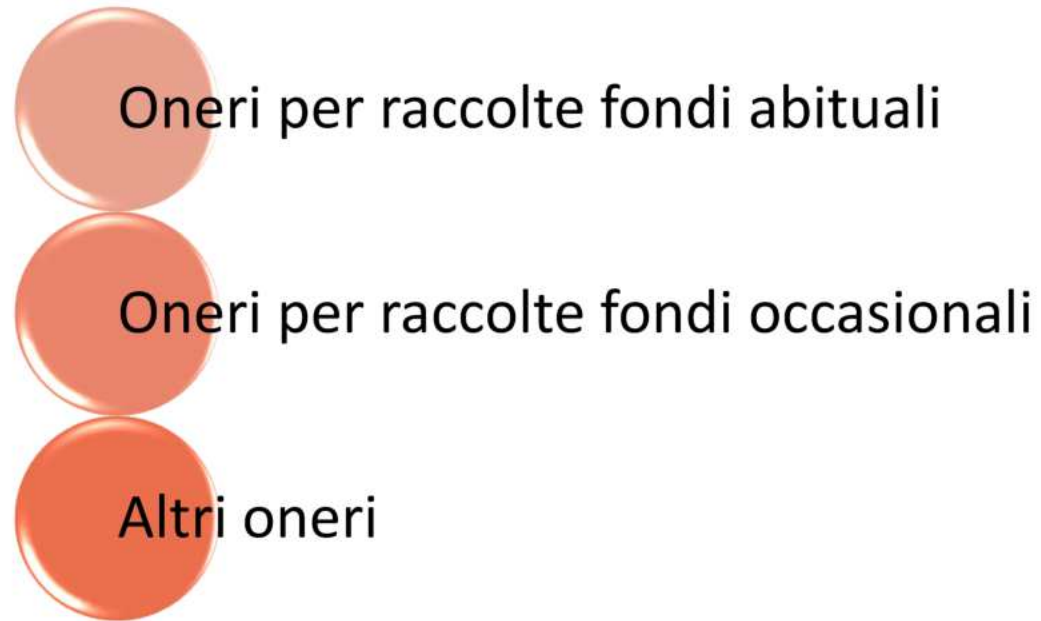 Oneri per raccolte fondi abituali
Oneri per raccolte fondi occasionali
Altri oneri